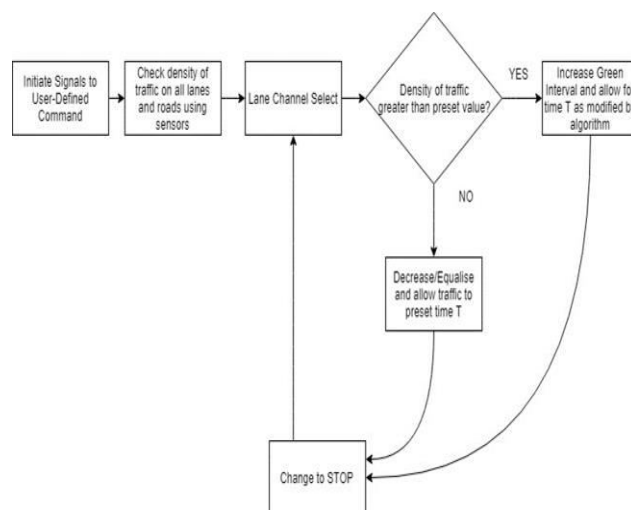 Initiate Signals to
User-Defined
Command
Check density of
traffic on all lanes
and roads using
sensors
Lane Channel Select
Density of traffic
greater than preset value?
YES
Increase Green
Interval and allow fo
time T as modified b
algorithm
NO
Decrease/Equalise
and allow traffic to
preset time T
Change to STOP